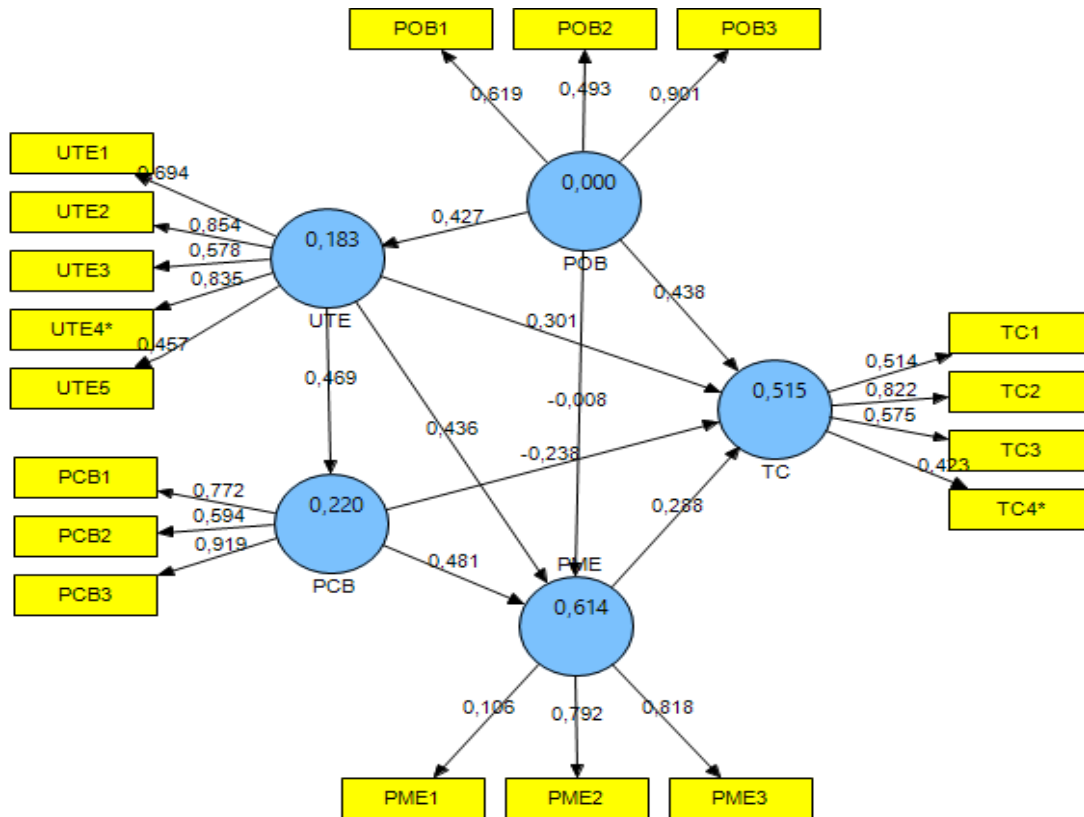 POB1
POB2
POB3
0,619
0,493
0,901
UTE1
0,694
UTE2
0,854
UTE3
0,578
0,835
UTE4*
0,457
UTE5
0,183
UTE
0,427
0,000
POB
0,438
0,301
0,469
0,436
-0,008
-0,238
0,515
TC
0,514
TC1
0,822
TC2
0,575
TC3
0,423
TC4*
PCB1
0,772
PCB2
0,594
0,919
PCB3
0,220
PCB
0,481
0,288
PME
0,614
0,106
0,792
0,818
PME1
PME2
PME3